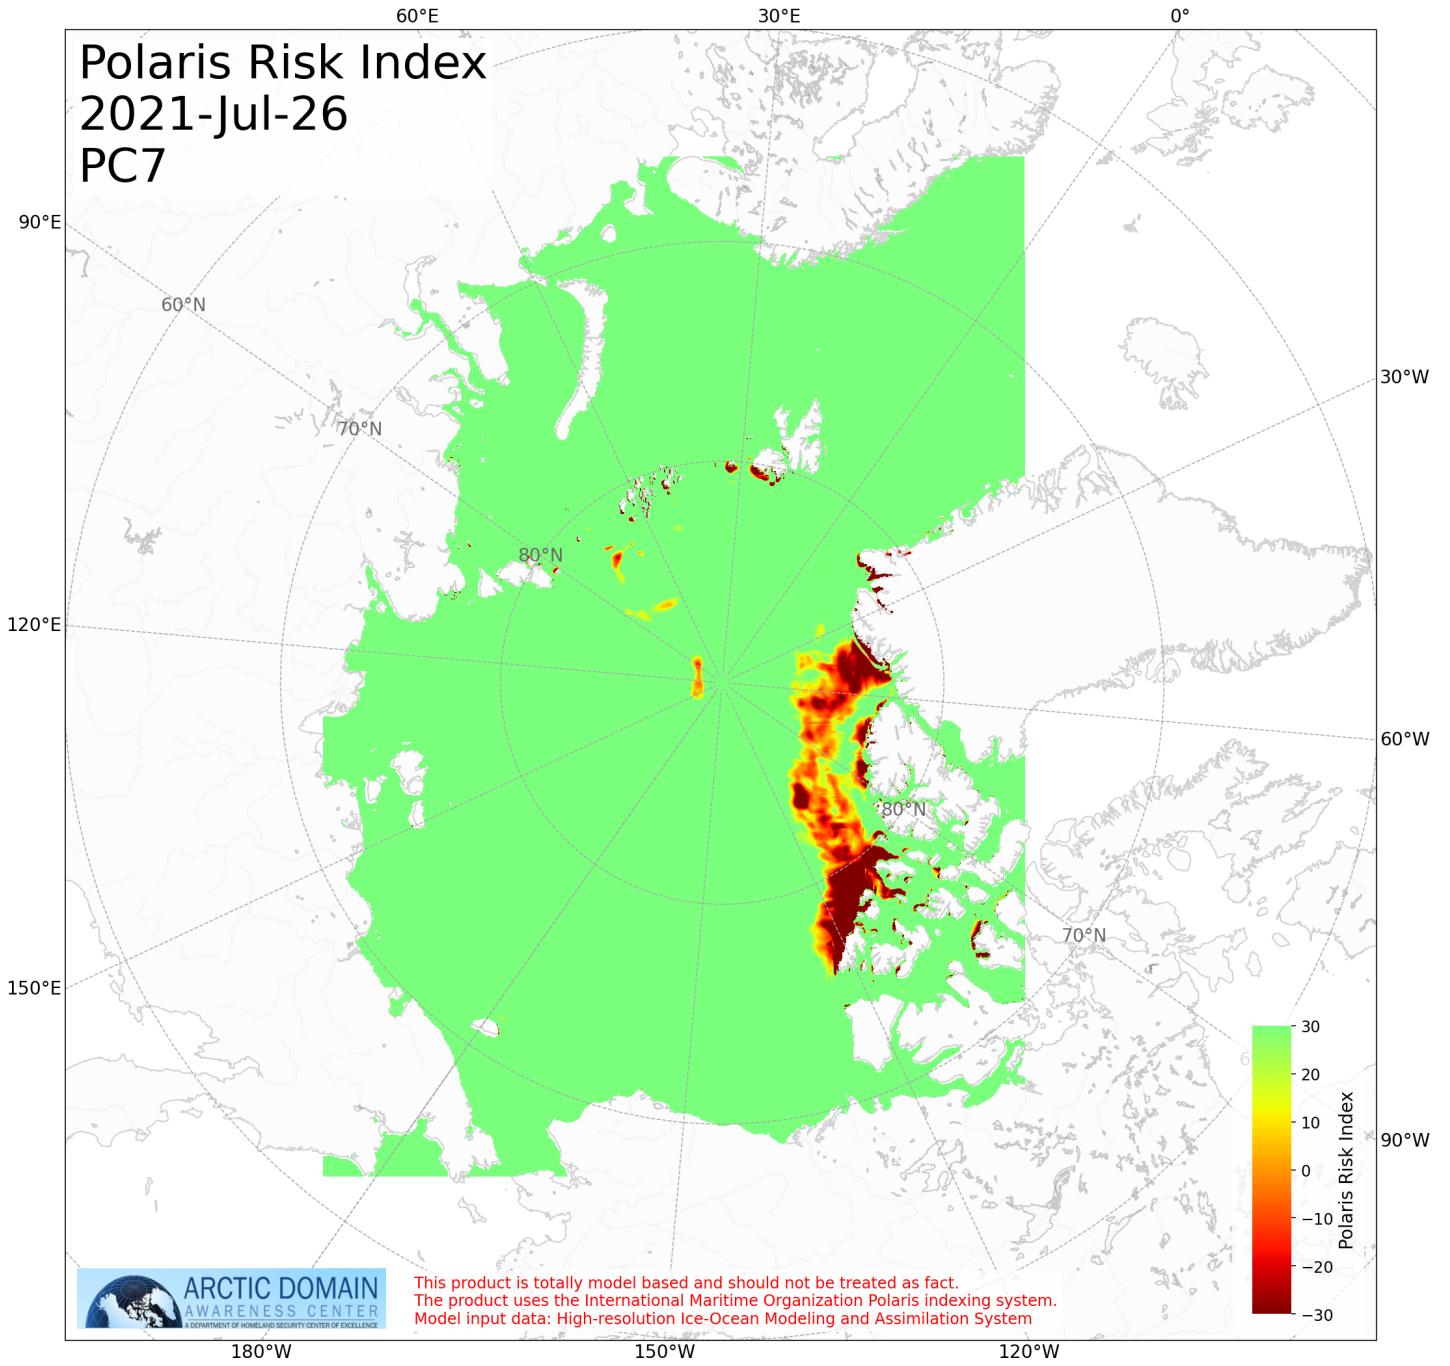 60°E 30°E 0°
Polaris Risk Index
2021-Jul-26
PC7
90°E
60°N
30°W
70°N
80°N
120°E
60°W
80°N
70°N
150°E
30
20
10
0
−10
−20
−30
Polaris Risk Index
90°W
ARCTIC DOMAIN
AWARENESS CENTER
A DEPARTMENT OF HOMELAND SECURITY CENTER OF EXCELLENCE
This product is totally model based and should not be treated as fact.
The product uses the International Maritime Organization Polaris indexing system.
Model input data: High-resolution Ice-Ocean Modeling and Assimilation System
180°W 150°W 120°W